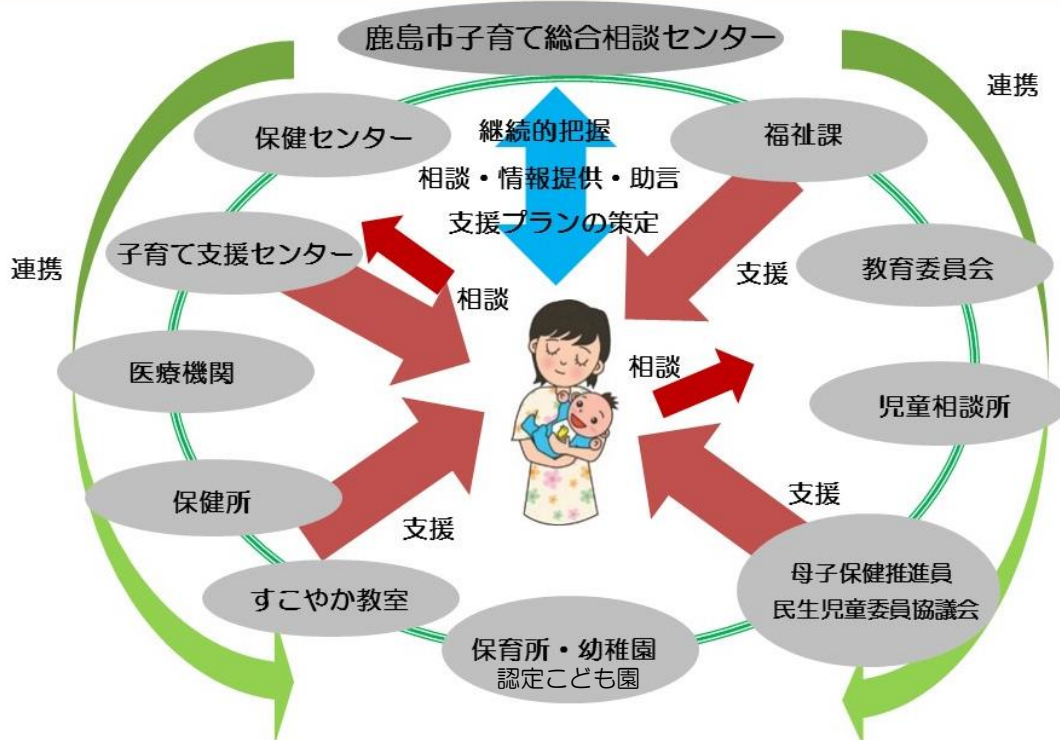 鹿島市子育て総合相談センター
連携
保健センター
継続的把握
福祉課
相談・情報提供・助言
支援プランの策定
子育て支援センター
連携
相談
支援
教育委員会
医療機関
相談
児童相談所
保健所
支援
支援
すこやか教室
母子保健推進員
民生児童委員協議会
保育所・幼稚園
認定こども園